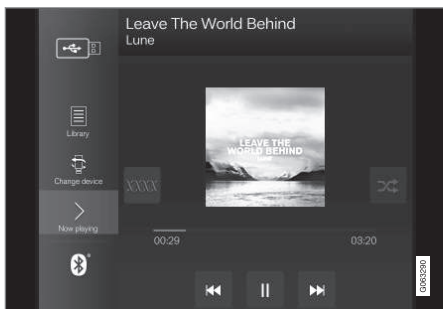 Leave The World Behind
Lune
Library
Change device
Now playing
LEAVE THE
WORLD BEHIND
LUNE
XXXX
00:29
03:20
G063290